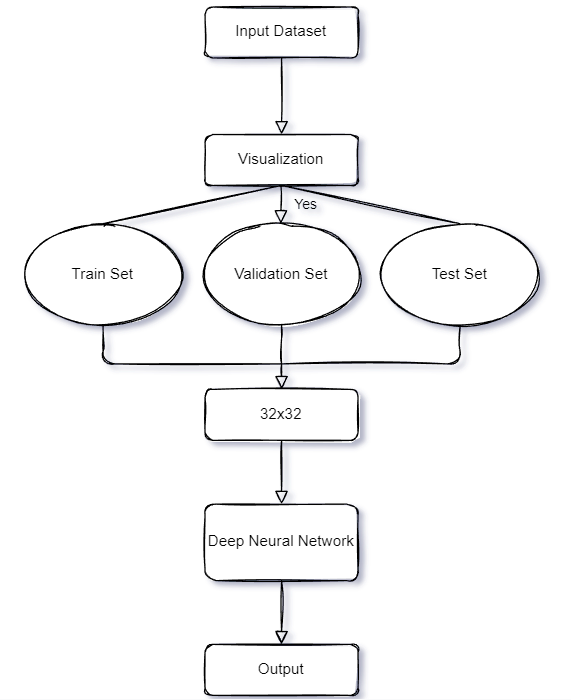 Input Dataset
Visualization
Yes
Train Set
Validation Set
Test Set
32x32
Deep Neural Network
Output